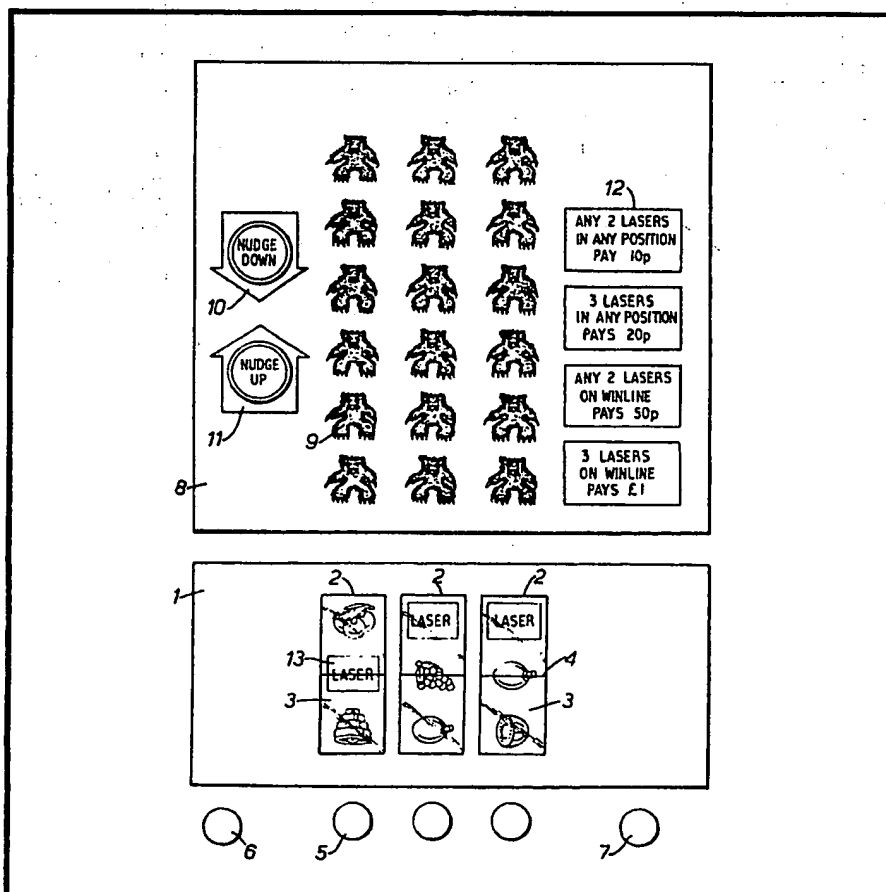 12
ANY 2 LASERS
IN ANY POSITION
PAY 10p
NUDGE
DOWN
10
3 LASERS
IN ANY POSITION
PAYS 20p
NUDGE
UP
11
ANY 2 LASERS
ON WINLINE
PAYS 50p
9
3 LASERS
ON WINLINE
PAYS £1
8
1
2
2
2
LASER
LASER
13
LASER
4
3
3
6
5
7